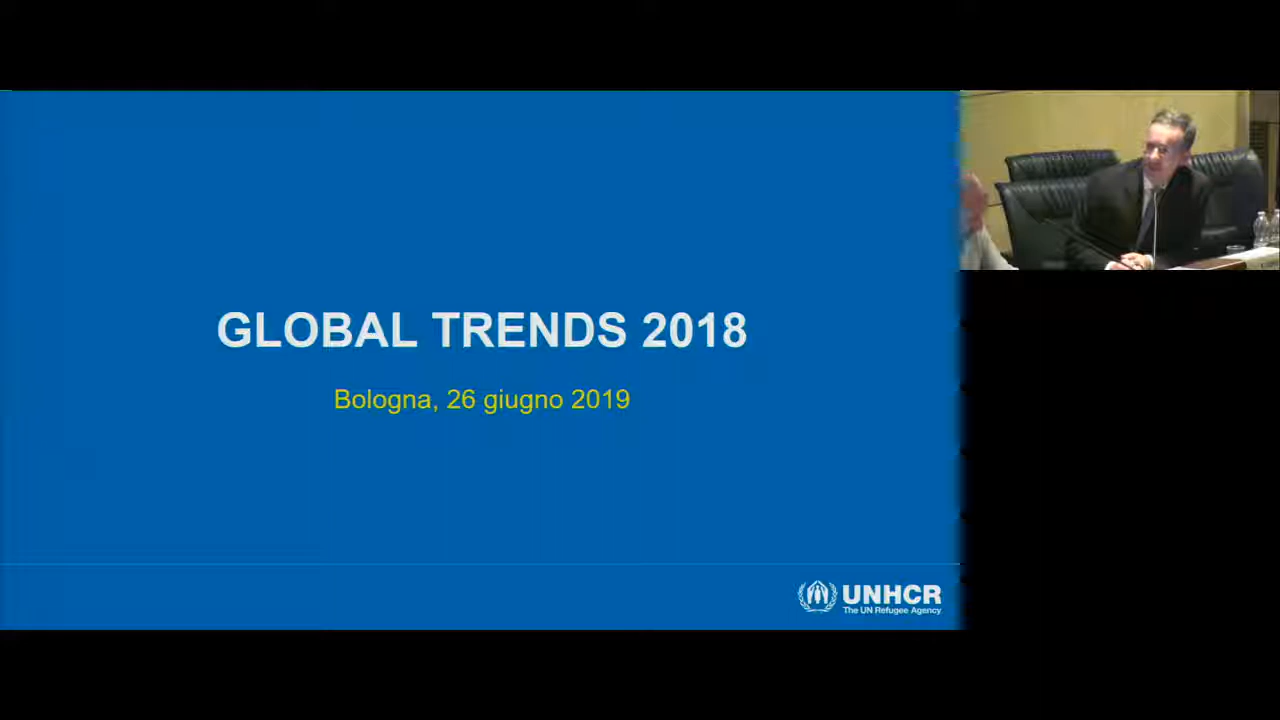 GLOBAL TRENDS 2018
Bologna, 26 giugno 2019
UNHCR
The UN Refugee Agency